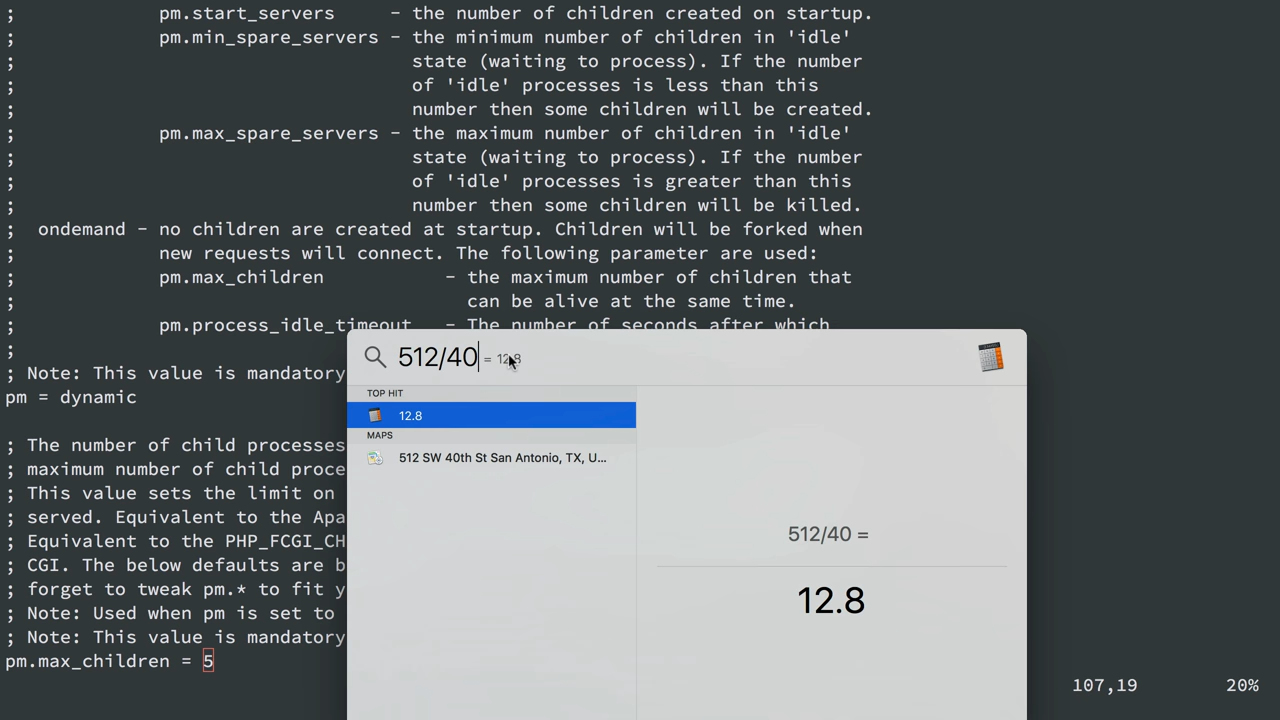 ;             pm.start_servers     - the number of children created on startup.
;             pm.min_spare_servers - the minimum number of children in 'idle'
;                                    state (waiting to process). If the number
;                                    of 'idle' processes is less than this
;                                    number then some children will be created.
;             pm.max_spare_servers - the maximum number of children in 'idle'
;                                    state (waiting to process). If the number
;                                    of 'idle' processes is greater than this
;                                    number then some children will be killed.
;  ondemand - no children are created at startup. Children will be forked when
;             new requests will connect. The following parameter are used:
;             pm.max_children           - the maximum number of children that
;                                         can be alive at the same time.
;             pm.process_idle_timeout   - The number of seconds after which
;
; Note: This value is mandatory
pm = dynamic
; The number of child processes
; maximum number of child proce
; This value sets the limit on
; served. Equivalent to the Apa
; Equivalent to the PHP_FCGI_CH
; CGI. The below defaults are b
; forget to tweak pm.* to fit y
; Note: Used when pm is set to
; Note: This value is mandatory
pm.max_children = 5
107,19 20%
512/40 = 12.8
TOP HIT
12.8
MAPS
512 SW 40th St San Antonio, TX, U...
512/40 =
12.8